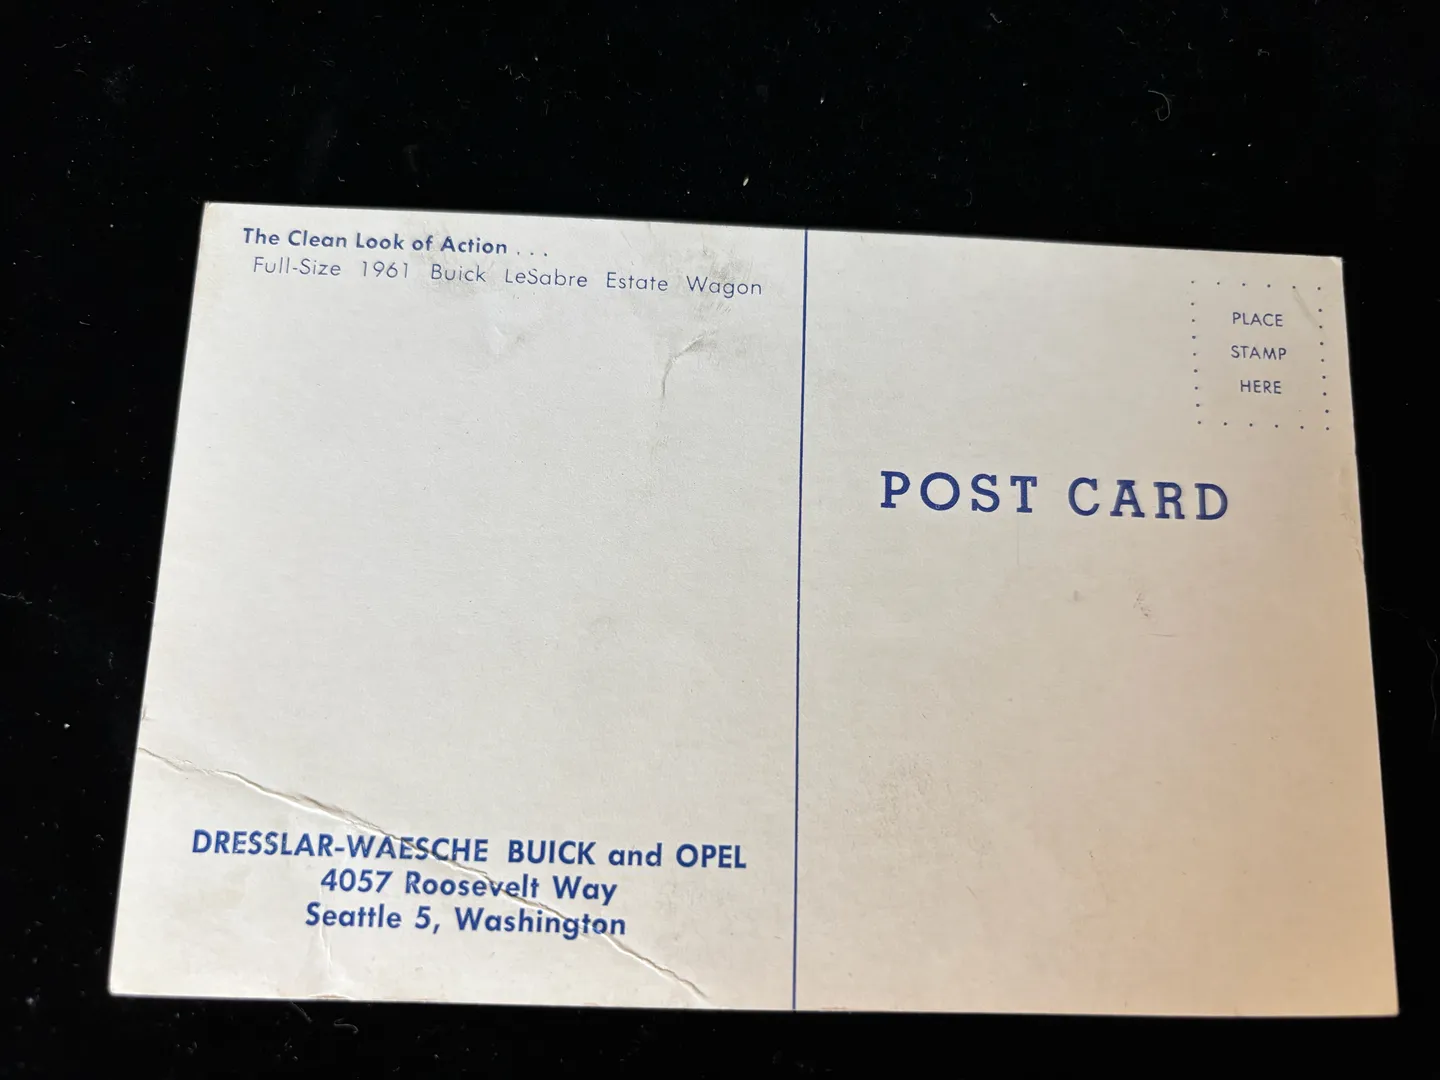 The Clean Look of Action . . .
Full-Size 1961 Buick LeSabre Estate Wagon
DRESSLAR-WAESCHE BUICK and OPEL
4057 Roosevelt Way
Seattle 5, Washington
PLACE
STAMP
HERE
POST CARD